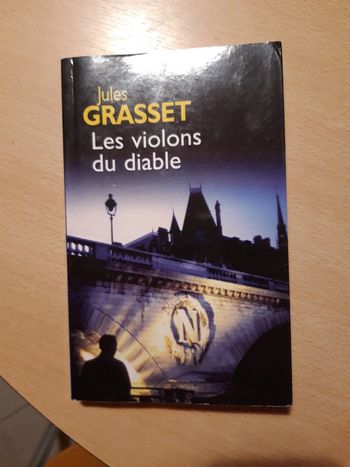 Jules
GRASSET
Les violons
du diable
N